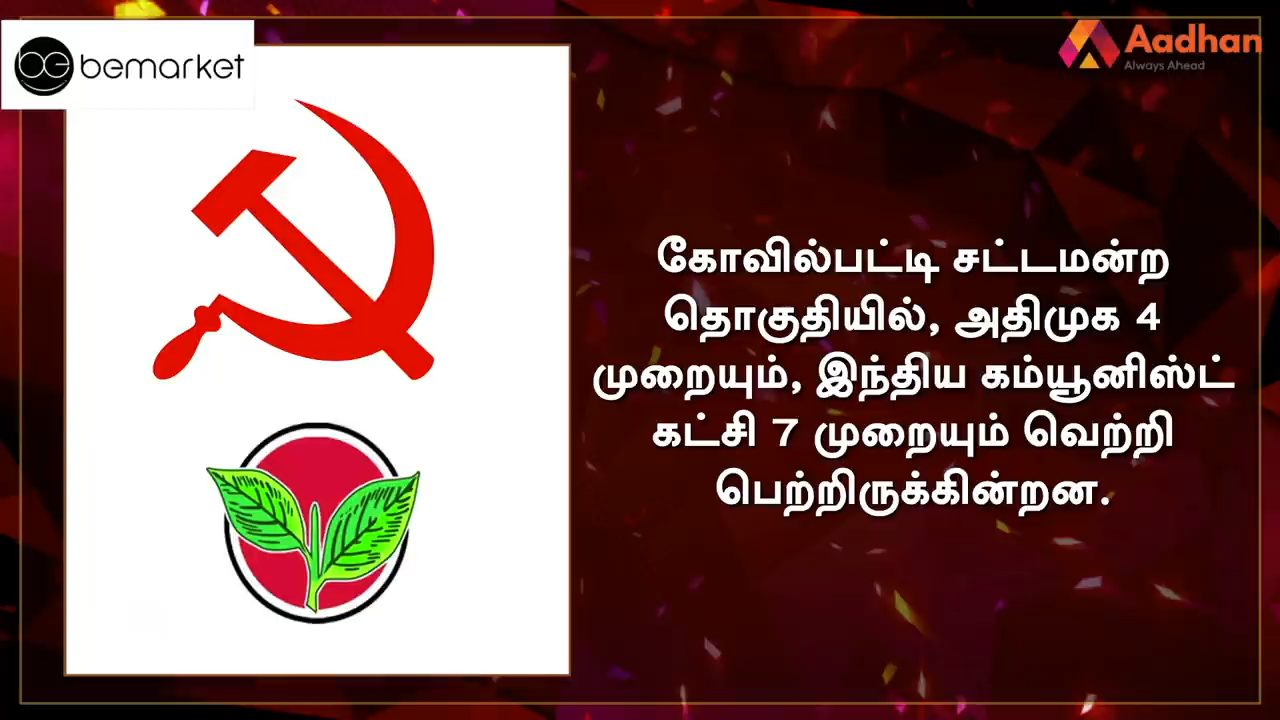 bemarket
Aadhan
Always Ahead
கோவில்பட்டி சட்டமன்ற
தொகுதியில், அதிமுக 4
முறையும், இந்திய கம்யூனிஸ்ட்
கட்சி 7 முறையும் வெற்றி
பெற்றிருக்கின்றன.